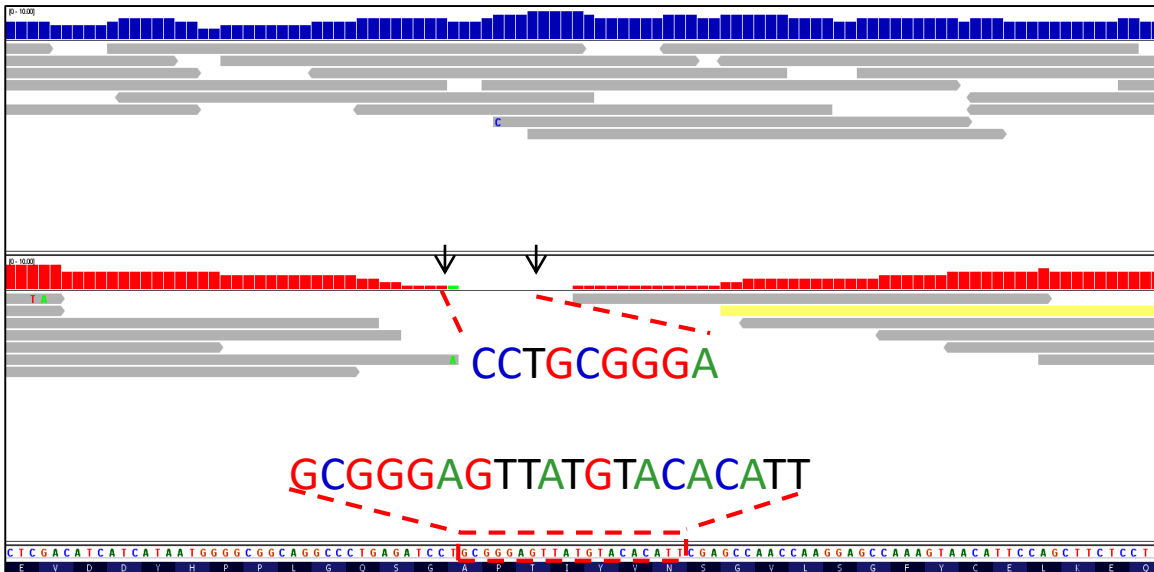 [0 - 10.00]
C
[0 - 10.00]
T A
A
CCTGCGGGA
GCGGGAGTTATGTACACATT
CTCGACATCATCATAATGGGGCGGCAGGCCCTGAGATCCTGCGGGAGTTATGTACACATTCGAGCCAACCAAGGAGCCAAAGTAACATTCCAGCTTCTCCT
E V D D Y H P P L G Q S G A P T I Y V N S G V L S G F Y C E L K E Q